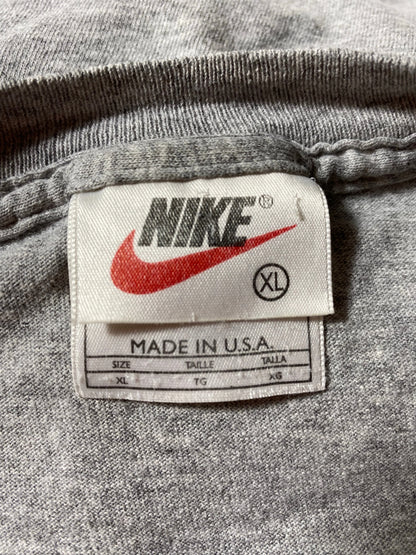 NIKE®
XL
MADE IN U.S.A.
SIZE TAILLE TALLA
XL TG XG